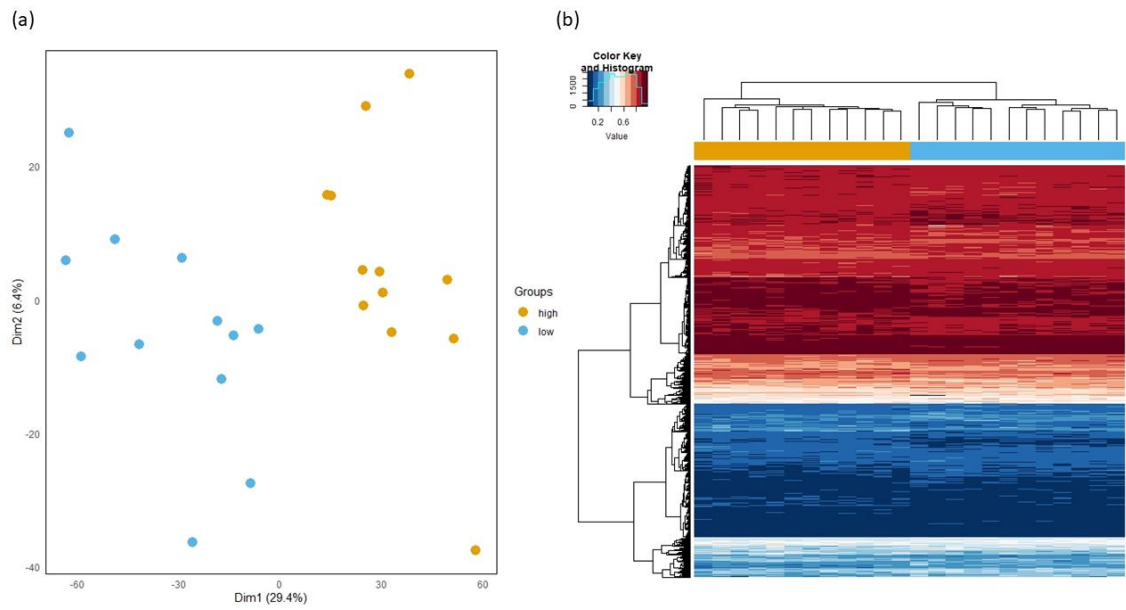 (a)
(b)
20
0
-20
-40
-60
-30
0
30
60
Dim2 (6.4%)
Dim1 (29.4%)
Groups
high
low
Color Key
and Histogram
1500
0
0.2
0.6
Value